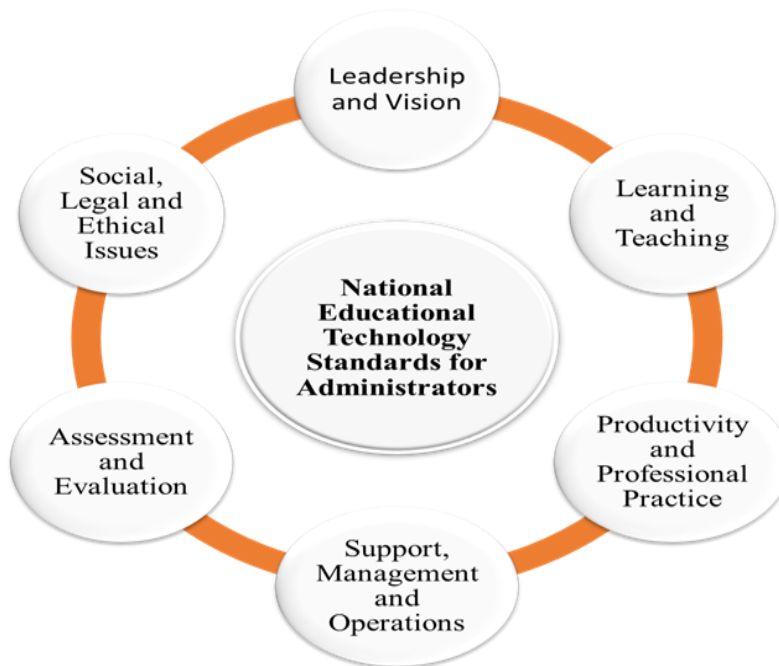 Leadership
and Vision
Learning
and
Teaching
Productivity
and
Professional
Practice
Support,
Management
and
Operations
Assessment
and
Evaluation
Social,
Legal and
Ethical
Issues
National
Educational
Technology
Standards for
Administrators